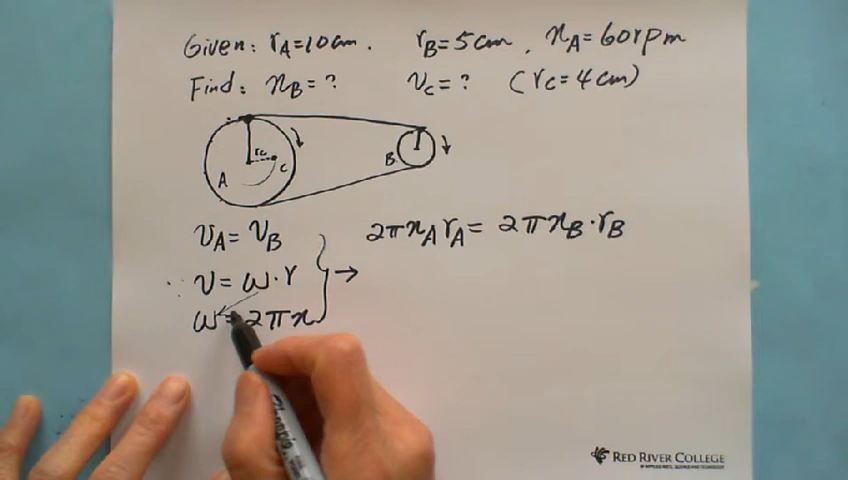 Given: rA=10cm. rB=5cm, nA=60rpm
Find: nB=? vc=? (rc=4cm)
rc
A
c
B
vA=vB
2πnArA= 2πnB·rB
∵ v=ω·r
ω=2πn
→
Sharpie
RED RIVER COLLEGE